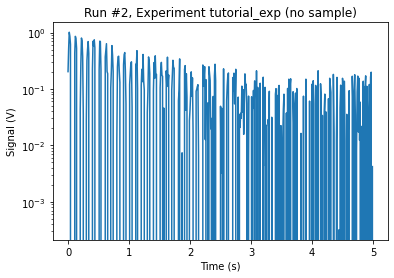 Run #2, Experiment tutorial_exp (no sample)
10⁰
10⁻¹
10⁻²
10⁻³
Signal (V)
0 1 2 3 4 5
Time (s)